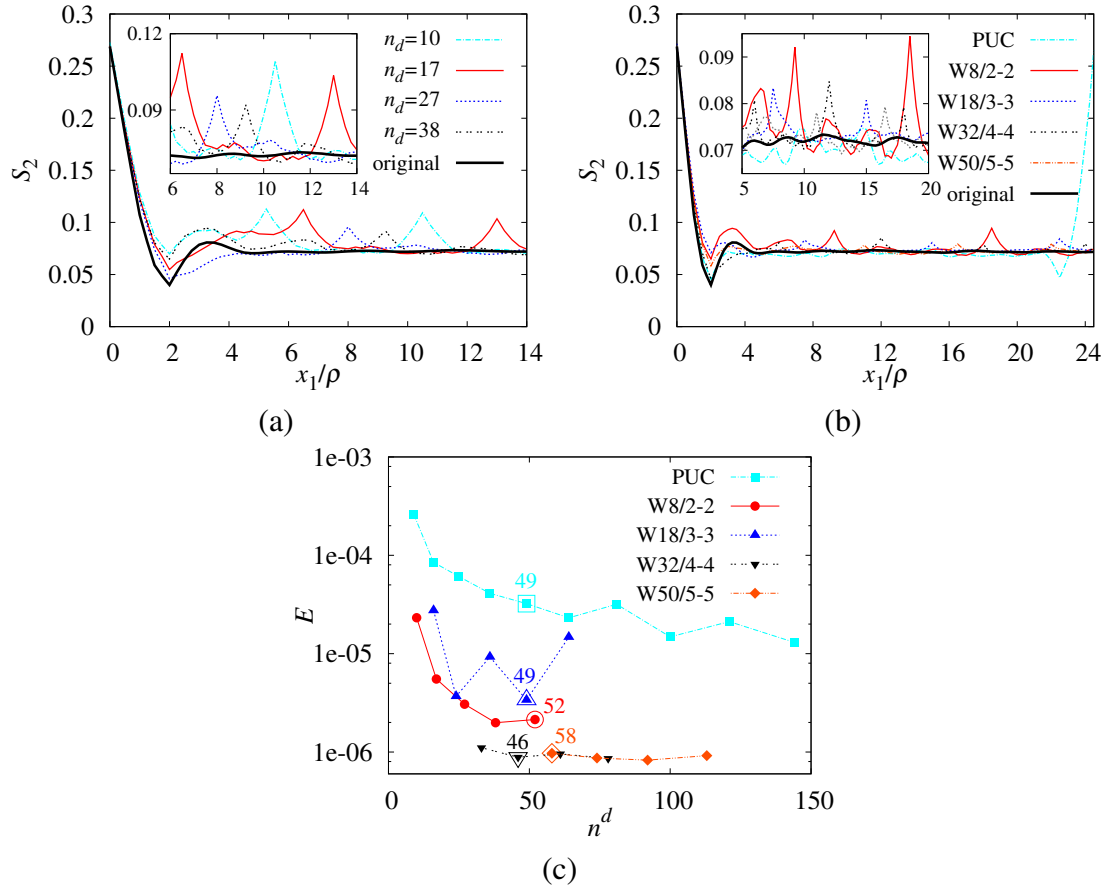 0.3
0.25
0.2
0.15
0.1
0.05
0
S2
0.12
0.09
6 8 10 12 14
nd=10
nd=17
nd=27
nd=38
original
0 2 4 6 8 10 12 14
x1/ρ
(a)
0.3
0.25
0.2
0.15
0.1
0.05
0
S2
0.09
0.08
0.07
5 10 15 20
PUC
W8/2-2
W18/3-3
W32/4-4
W50/5-5
original
0 4 8 12 16 20 24
x1/ρ
(b)
1e-03
1e-04
1e-05
1e-06
E
PUC
W8/2-2
W18/3-3
W32/4-4
W50/5-5
49
49
52
46
58
0 50 100 150
n^d
(c)